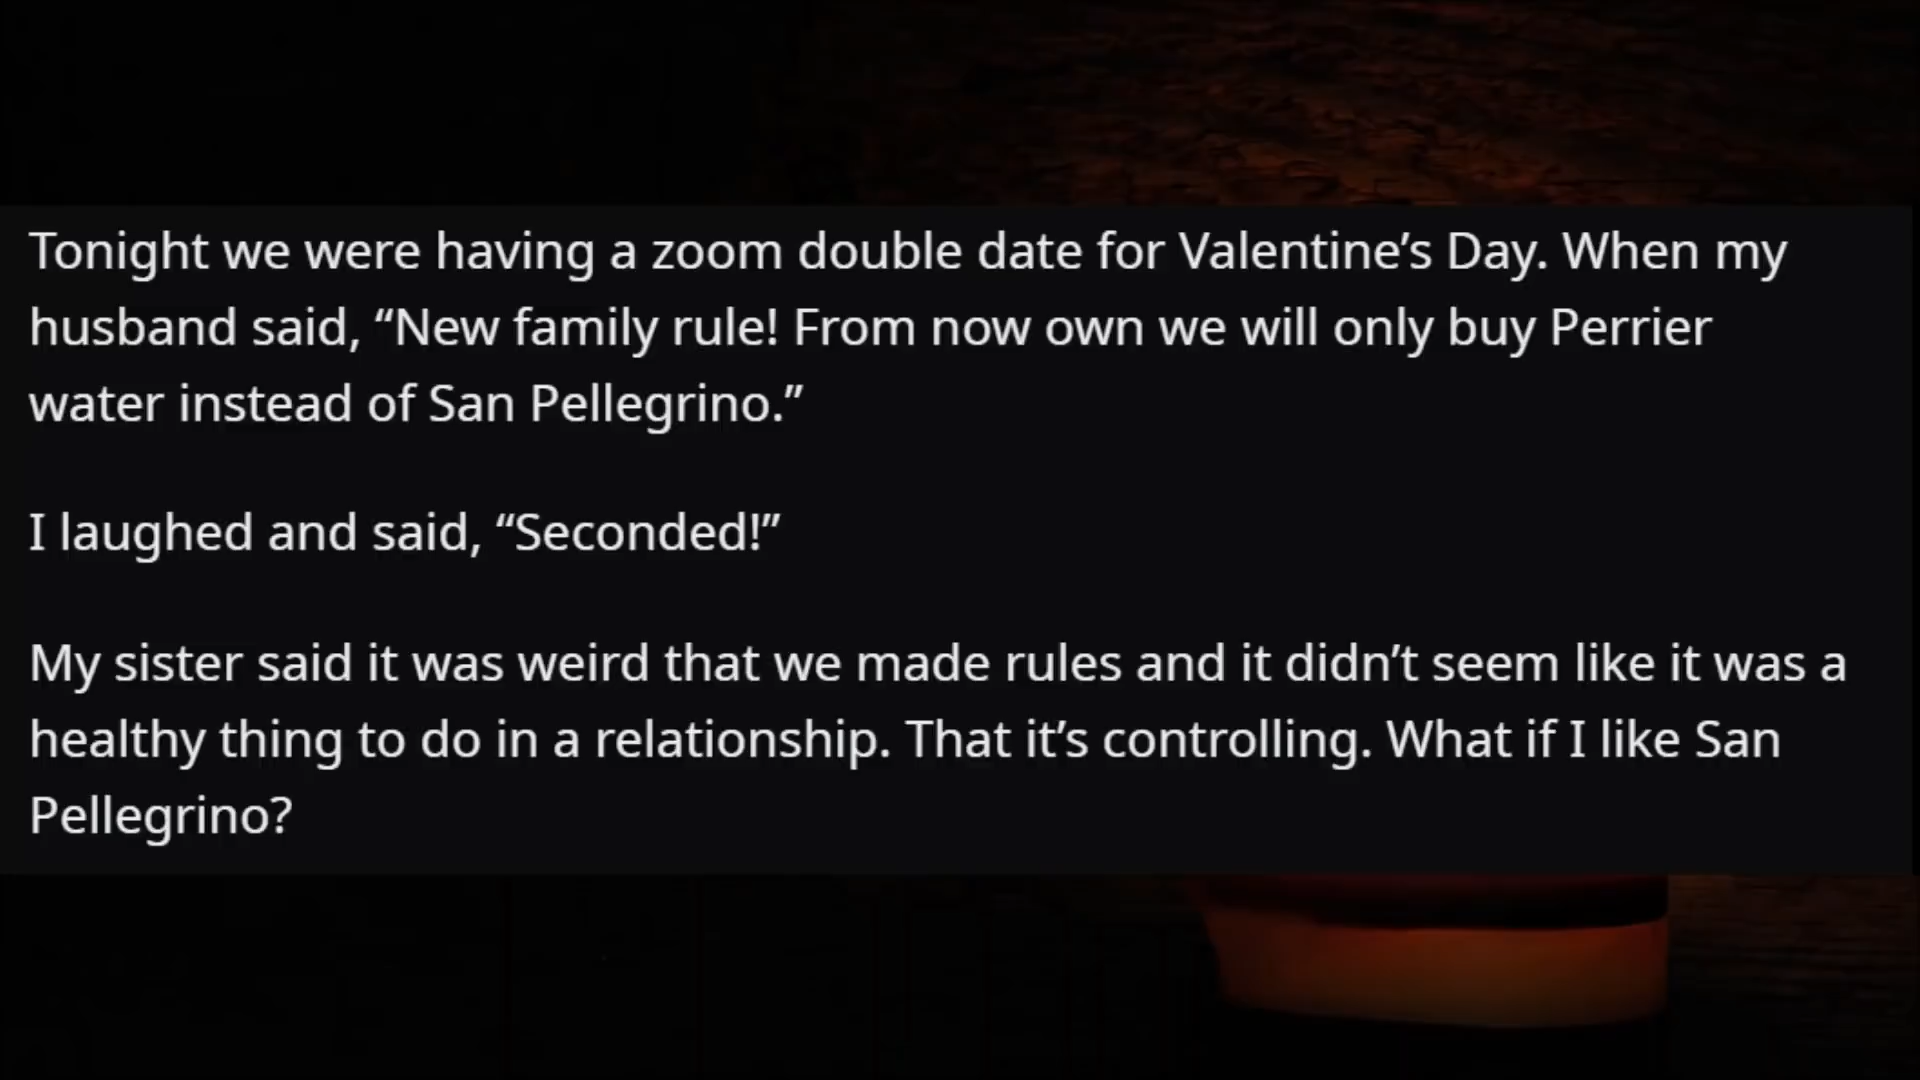 Tonight we were having a zoom double date for Valentine’s Day. When my
husband said, “New family rule! From now own we will only buy Perrier
water instead of San Pellegrino.”
I laughed and said, “Seconded!”
My sister said it was weird that we made rules and it didn’t seem like it was a
healthy thing to do in a relationship. That it’s controlling. What if I like San
Pellegrino?